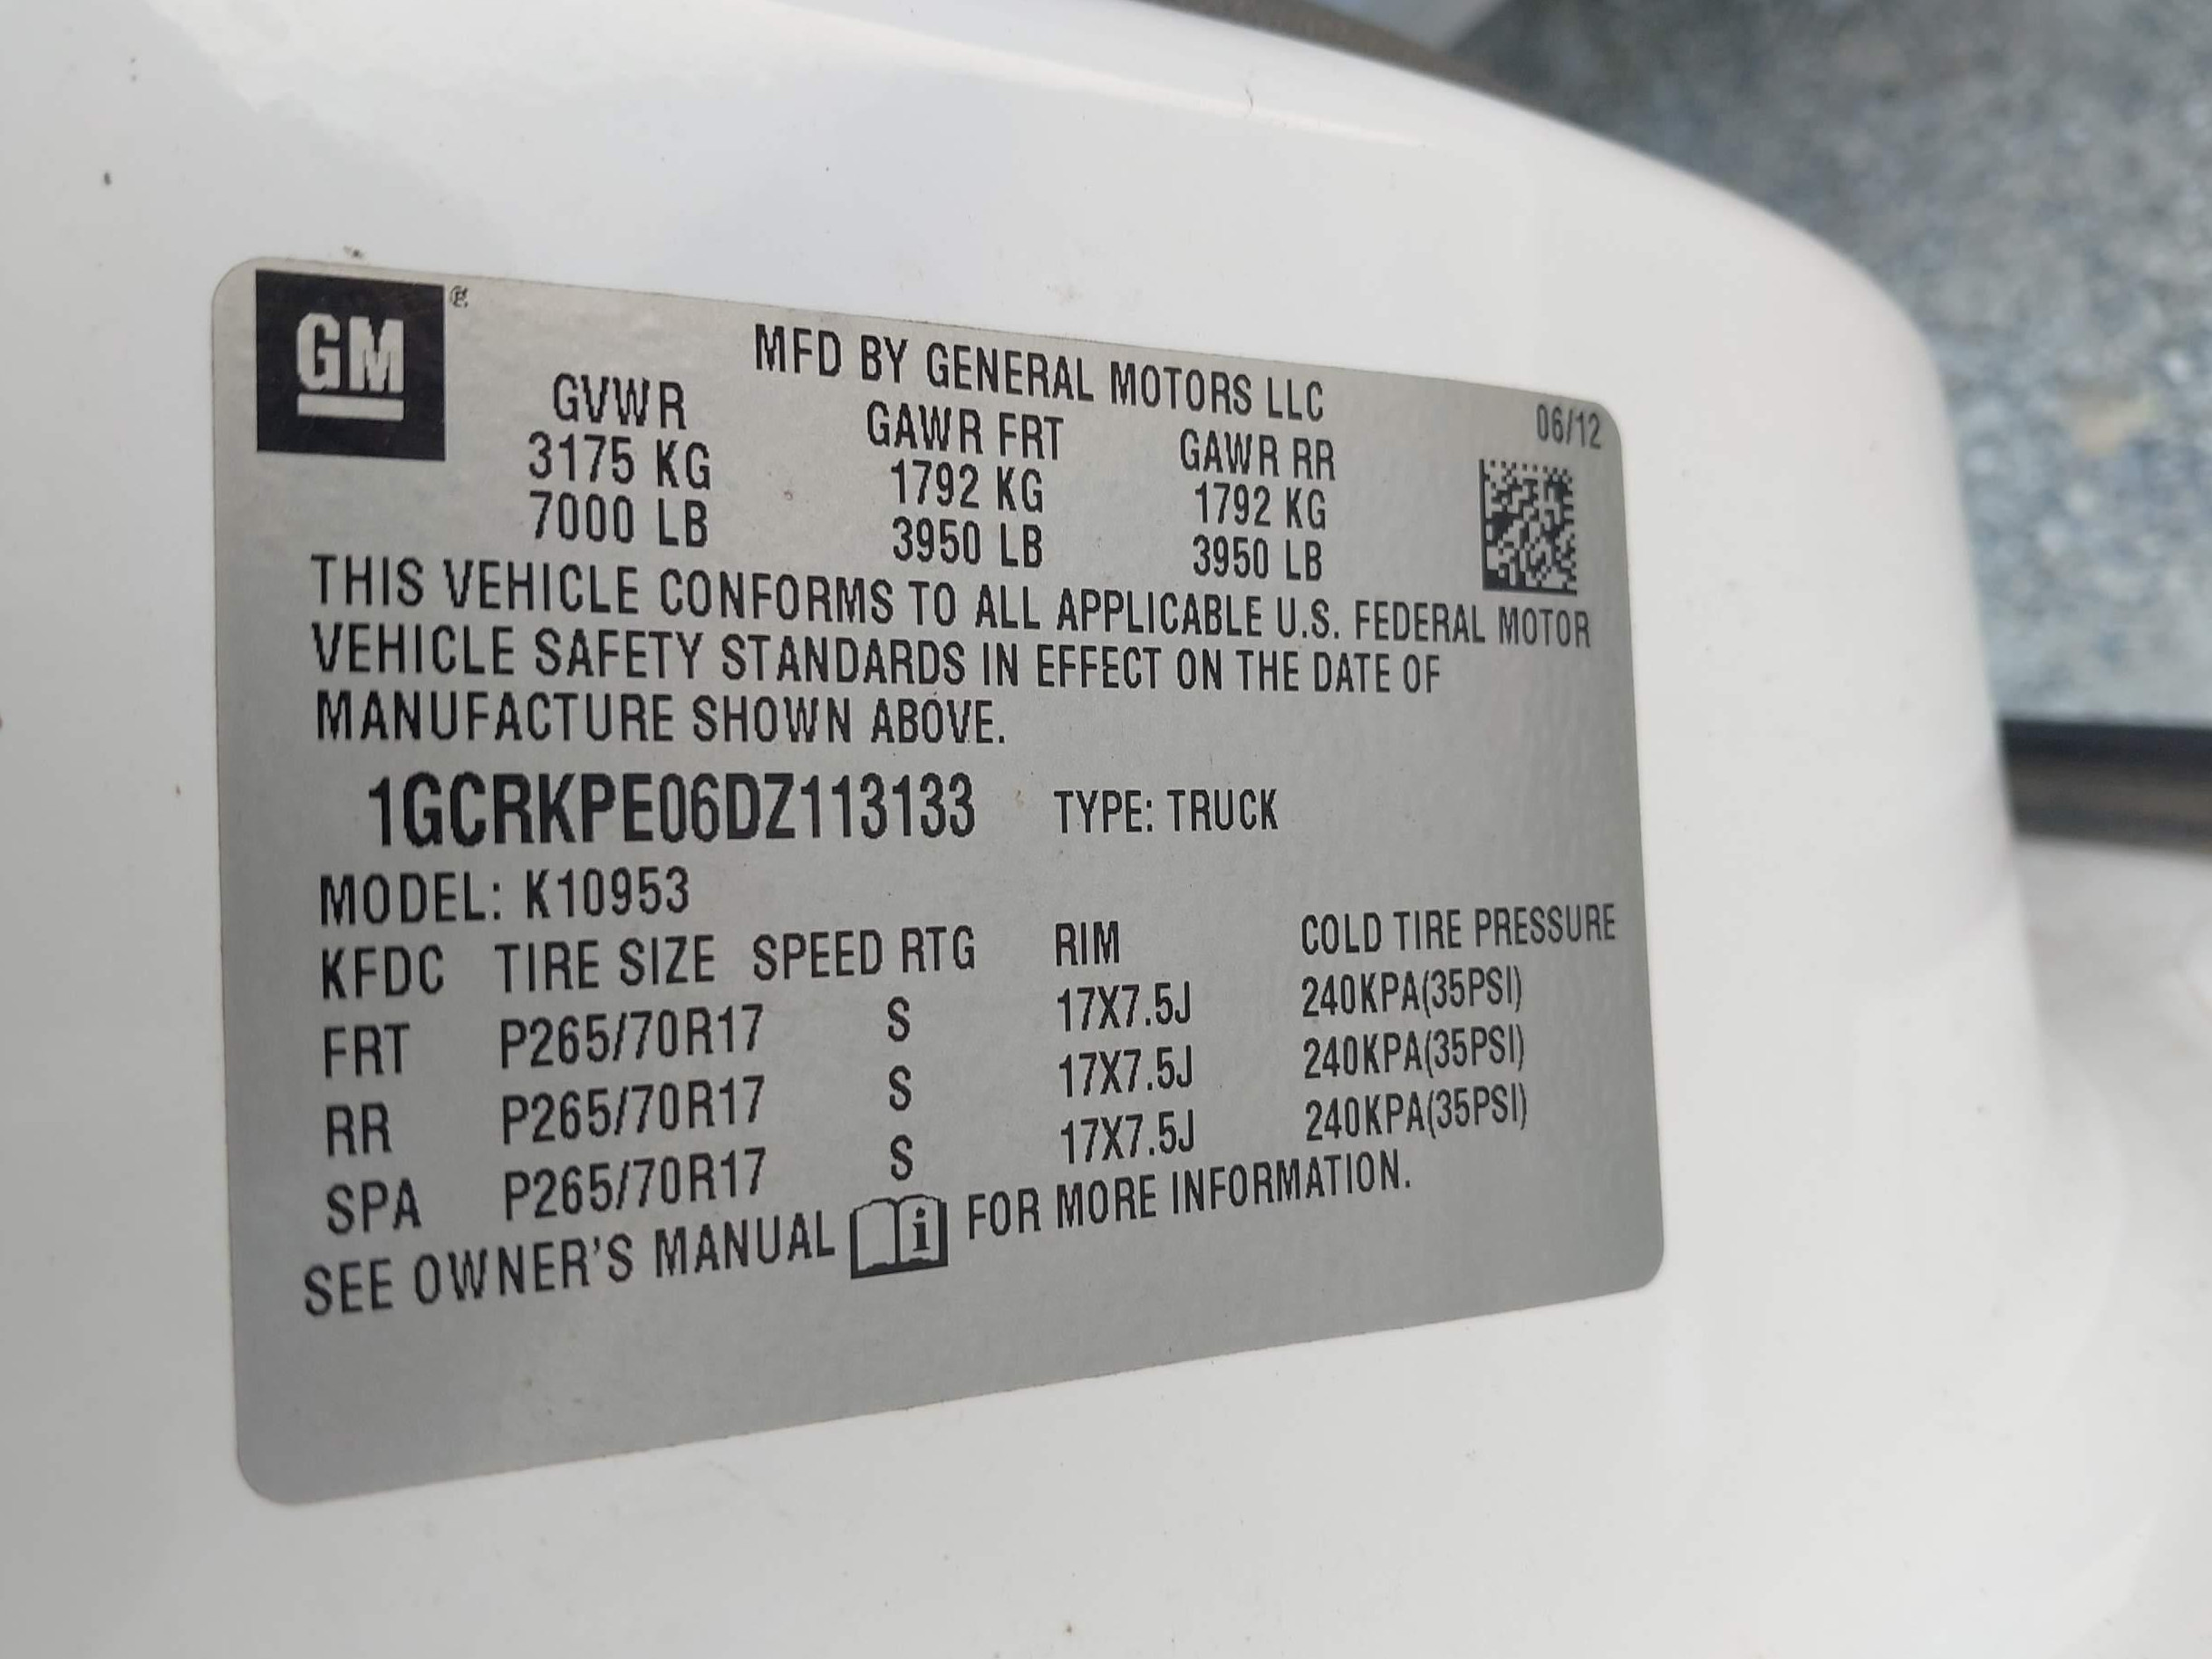 GM
MFD BY GENERAL MOTORS LLC
06/12
GVWR GAWR FRT GAWR RR
3175 KG 1792 KG 1792 KG
7000 LB 3950 LB 3950 LB
THIS VEHICLE CONFORMS TO ALL APPLICABLE U.S. FEDERAL MOTOR
VEHICLE SAFETY STANDARDS IN EFFECT ON THE DATE OF
MANUFACTURE SHOWN ABOVE.
1GCRKPE06DZ113133 TYPE: TRUCK
MODEL: K10953
KFDC TIRE SIZE SPEED RTG RIM COLD TIRE PRESSURE
FRT P265/70R17 S 17X7.5J 240KPA(35PSI)
RR P265/70R17 S 17X7.5J 240KPA(35PSI)
SPA P265/70R17 S 17X7.5J 240KPA(35PSI)
SEE OWNER'S MANUAL i FOR MORE INFORMATION.